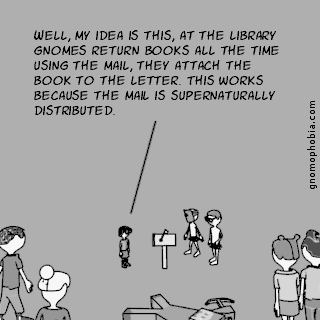 WELL, MY IDEA IS THIS, AT THE LIBRARY
GNOMES RETURN BOOKS ALL THE TIME
USING THE MAIL, THEY ATTACH THE
BOOK TO THE LETTER. THIS WORKS
BECAUSE THE MAIL IS SUPERNATURALLY
DISTRIBUTED.
gnomophobia.com